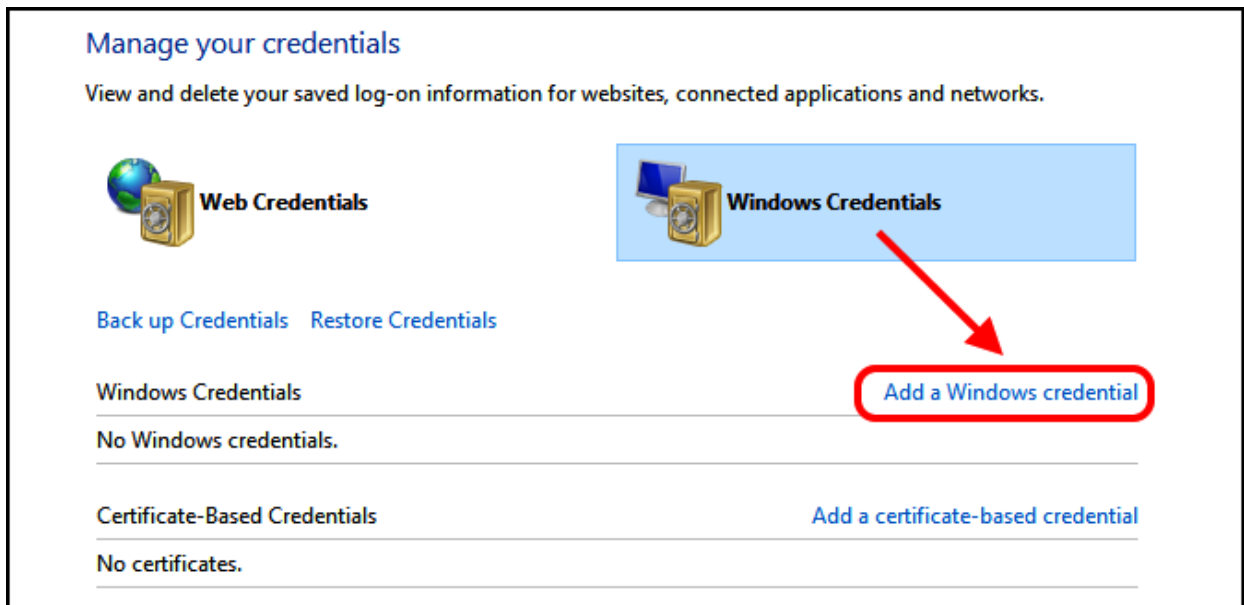 Manage your credentials
View and delete your saved log-on information for websites, connected applications and networks.
Web Credentials
Windows Credentials
Back up Credentials Restore Credentials
Windows Credentials Add a Windows credential
No Windows credentials.
Certificate-Based Credentials Add a certificate-based credential
No certificates.